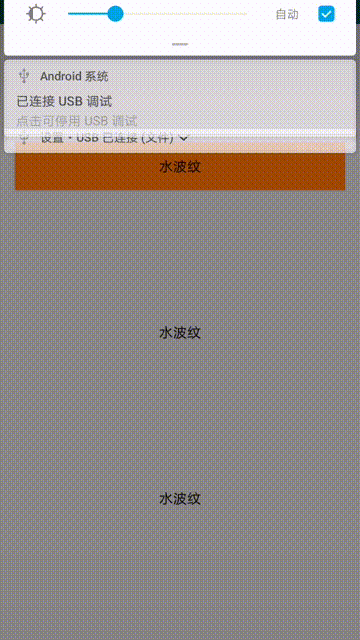 自动
Android 系统
已连接 USB 调试
点击可停用 USB 调试
设置・USB 已连接 (文件)
水波纹
水波纹
水波纹